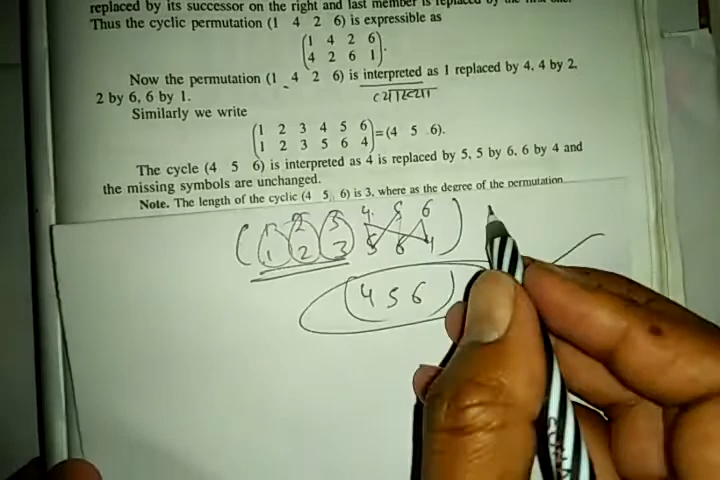 replaced by its successor on the right and last member is replaced by the first one.
Thus the cyclic permutation (1 4 2 6) is expressible as
(1 4 2 6
4 2 6 1).
Now the permutation (1 4 2 6) is interpreted as 1 replaced by 4, 4 by 2,
2 by 6, 6 by 1.
व्याख्या
Similarly we write
(1 2 3 4 5 6
1 2 3 5 6 4) = (4 5 6).
The cycle (4 5 6) is interpreted as 4 is replaced by 5, 5 by 6, 6 by 4 and
the missing symbols are unchanged.
Note. The length of the cyclic (4 5 6) is 3, where as the degree of the permutation
(1 2 3 4 5 6
1 2 3 5 6 4)
(4 5 6)